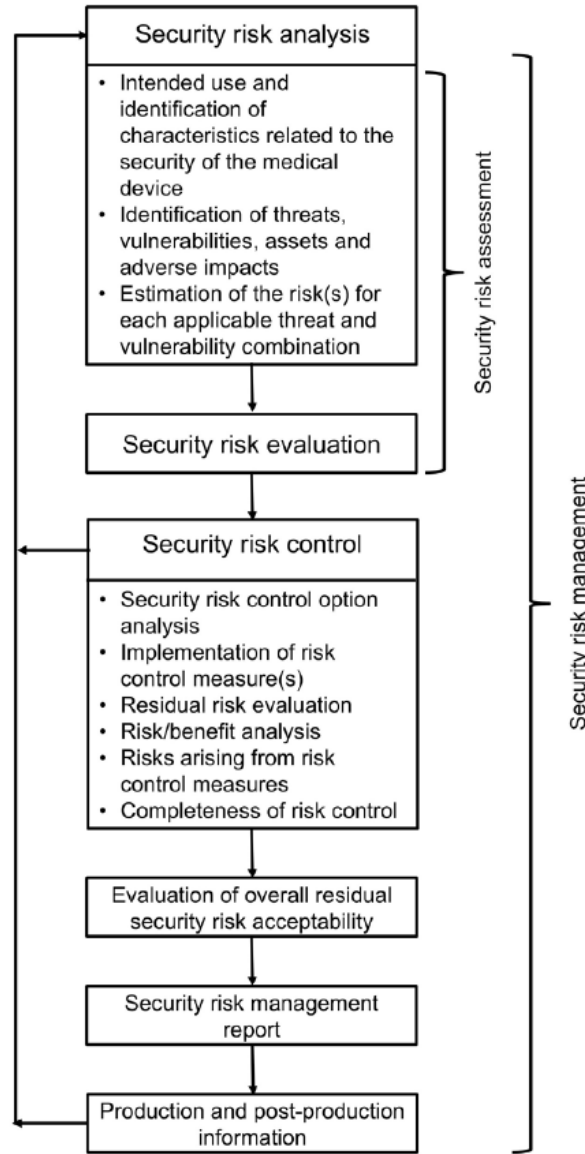 Security risk analysis
• Intended use and
identification of
characteristics related to the
security of the medical
device
• Identification of threats,
vulnerabilities, assets and
adverse impacts
• Estimation of the risk(s) for
each applicable threat and
vulnerability combination
Security risk evaluation
Security risk assessment
Security risk control
• Security risk control option
analysis
• Implementation of risk
control measure(s)
• Residual risk evaluation
• Risk/benefit analysis
• Risks arising from risk
control measures
• Completeness of risk control
Evaluation of overall residual
security risk acceptability
Security risk management
report
Production and post-production
information
Security risk management